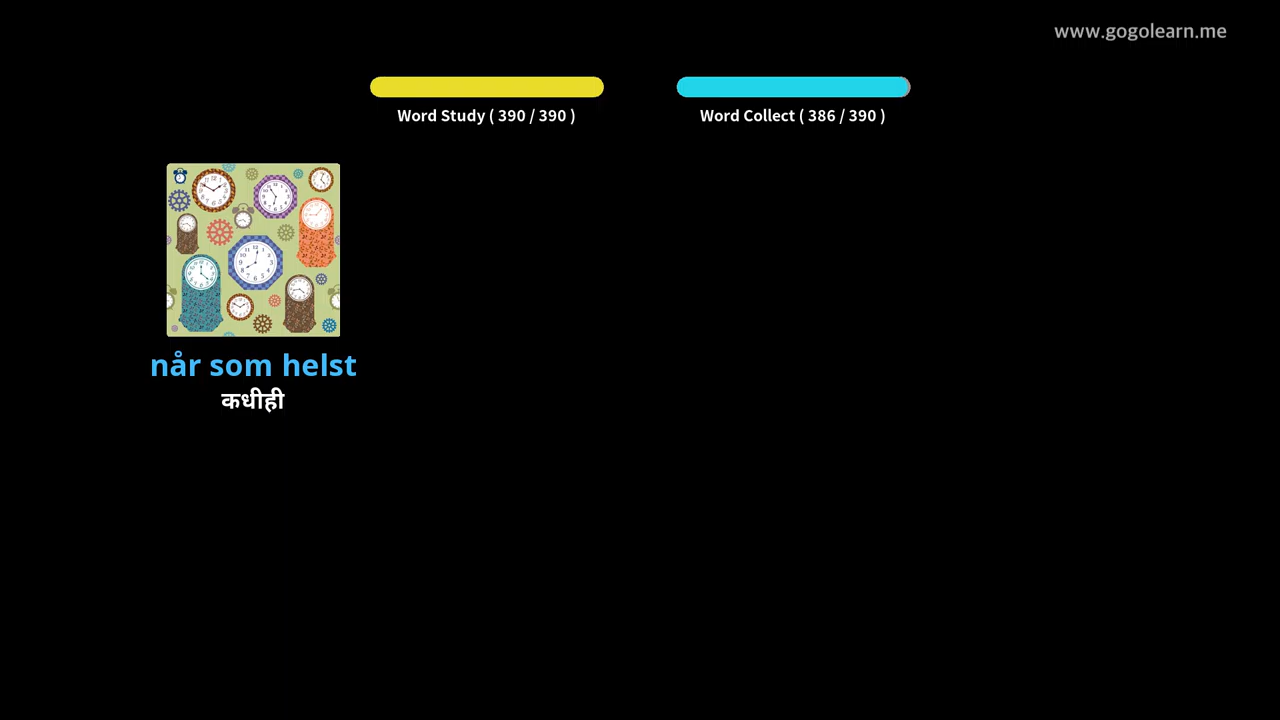 www.gogolearn.me
Word Study ( 390 / 390 )
Word Collect ( 386 / 390 )
når som helst
कधीही